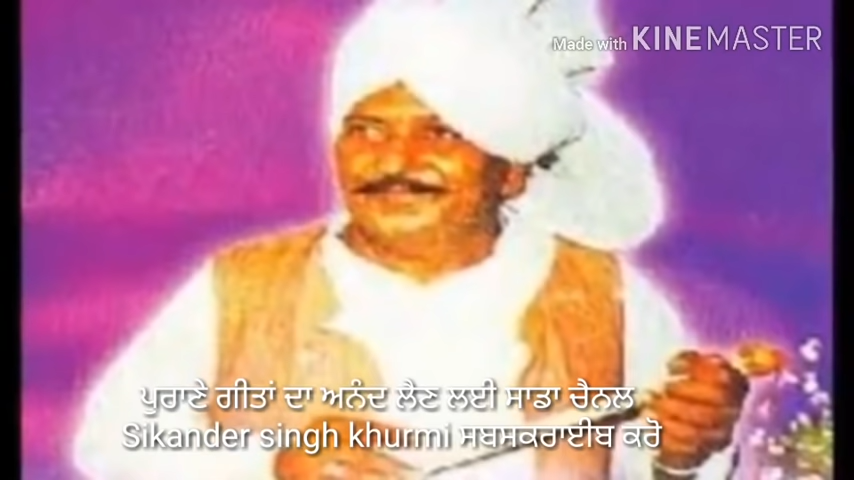 Made with KINEMASTER
ਪੁਰਾਣੇ ਗੀਤਾਂ ਦਾ ਅਨੰਦ ਲੈਣ ਲਈ ਸਾਡਾ ਚੈਨਲ
Sikander singh khurmi ਸਬਸਕਰਾਈਬ ਕਰੋ